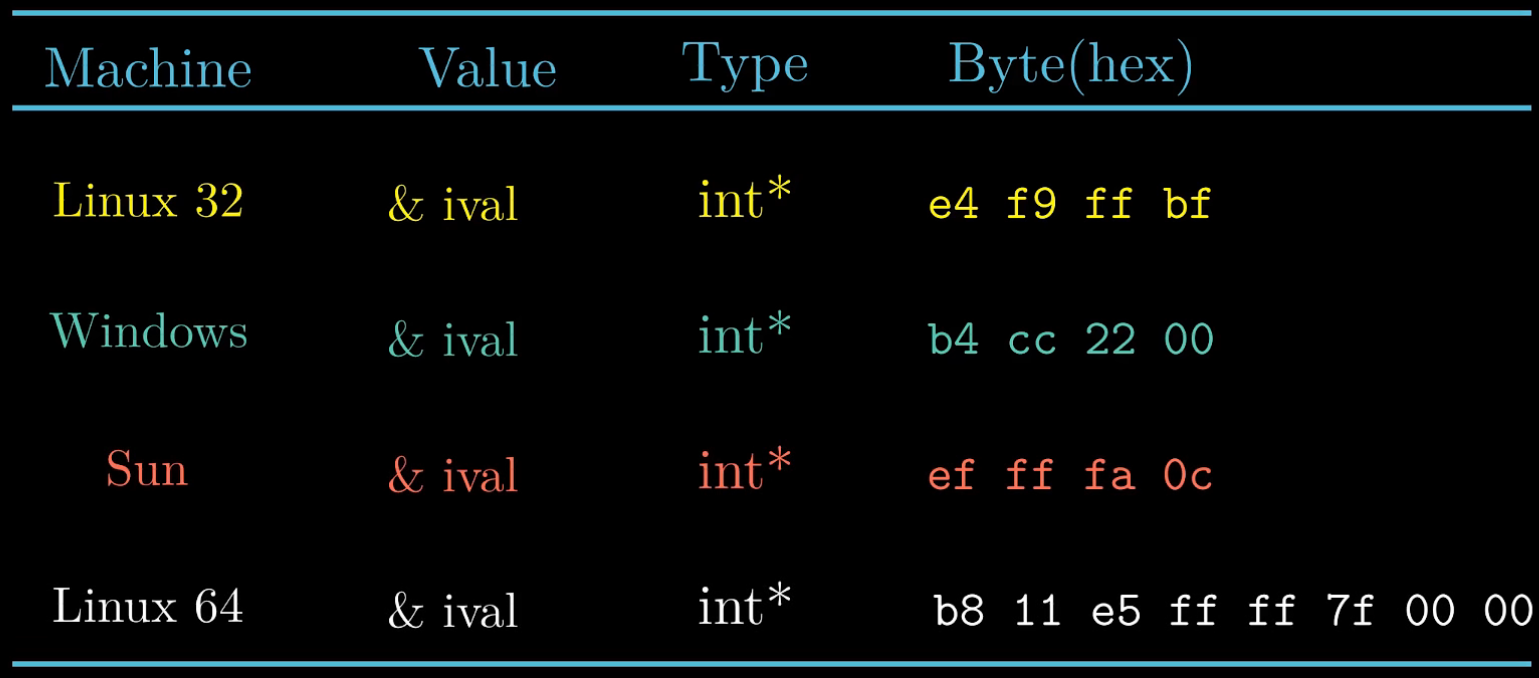 Machine Value Type Byte(hex)
Linux 32 & ival int* e4 f9 ff bf
Windows & ival int* b4 cc 22 00
Sun & ival int* ef ff fa 0c
Linux 64 & ival int* b8 11 e5 ff ff 7f 00 00